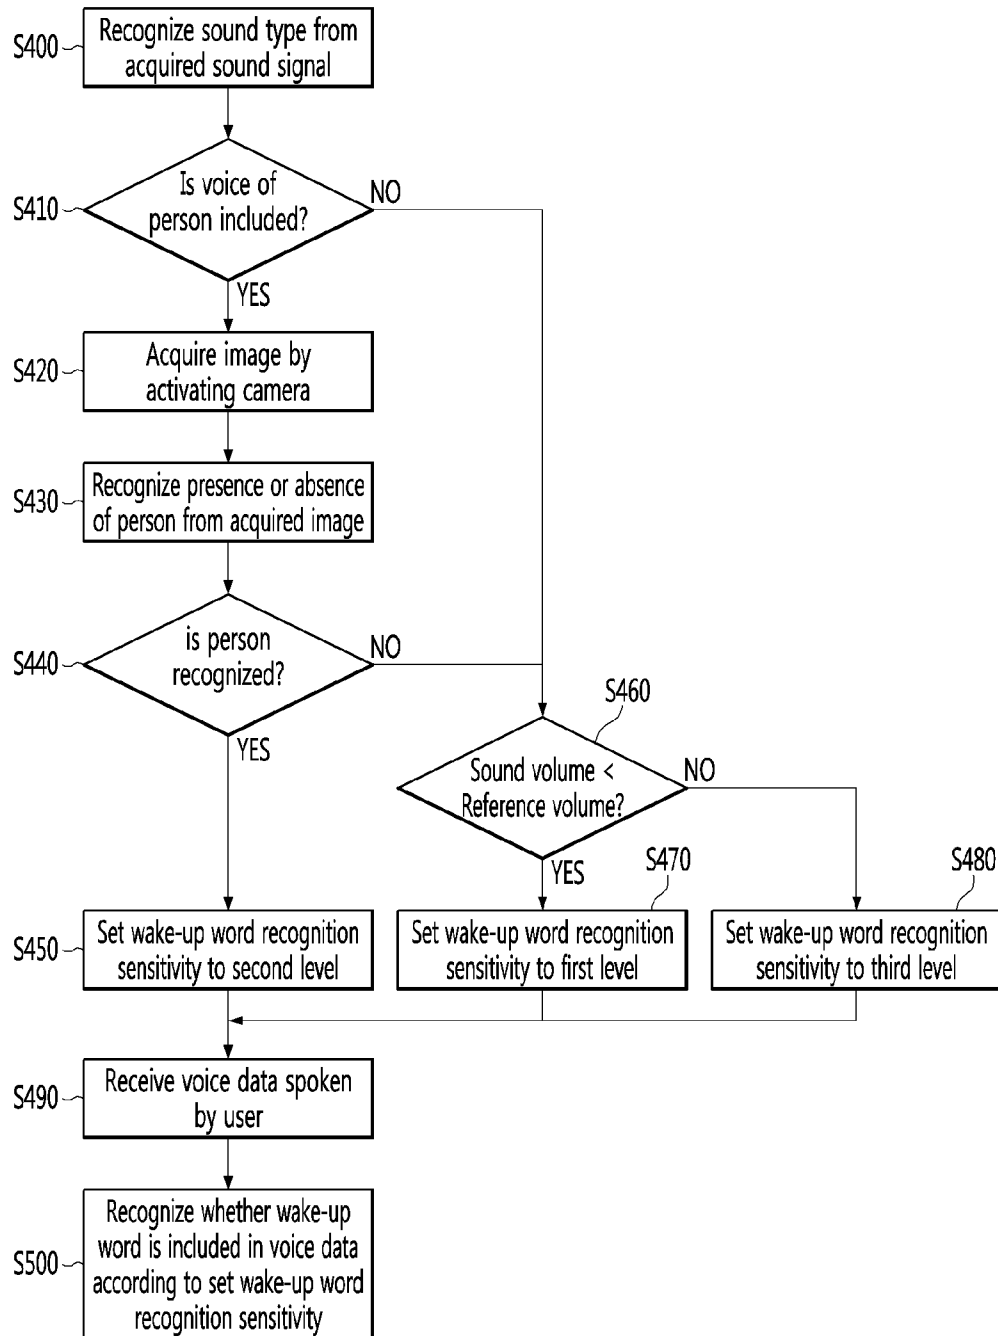 S400
Recognize sound type from
acquired sound signal
S410
Is voice of
person included?
NO
YES
S420
Acquire image by
activating camera
S430
Recognize presence or absence
of person from acquired image
S440
is person
recognized?
NO
YES
S460
Sound volume <
Reference volume?
NO
YES
S450
Set wake-up word recognition
sensitivity to second level
S470
Set wake-up word recognition
sensitivity to first level
S480
Set wake-up word recognition
sensitivity to third level
S490
Receive voice data spoken
by user
S500
Recognize whether wake-up
word is included in voice data
according to set wake-up word
recognition sensitivity